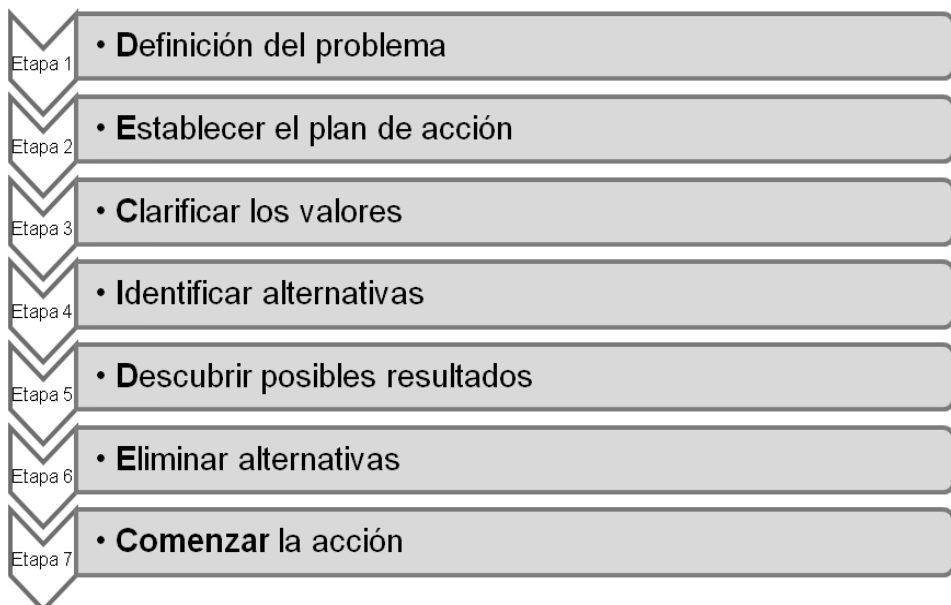 Etapa 1 • Definición del problema
Etapa 2 • Establecer el plan de acción
Etapa 3 • Clarificar los valores
Etapa 4 • Identificar alternativas
Etapa 5 • Descubrir posibles resultados
Etapa 6 • Eliminar alternativas
Etapa 7 • Comenzar la acción